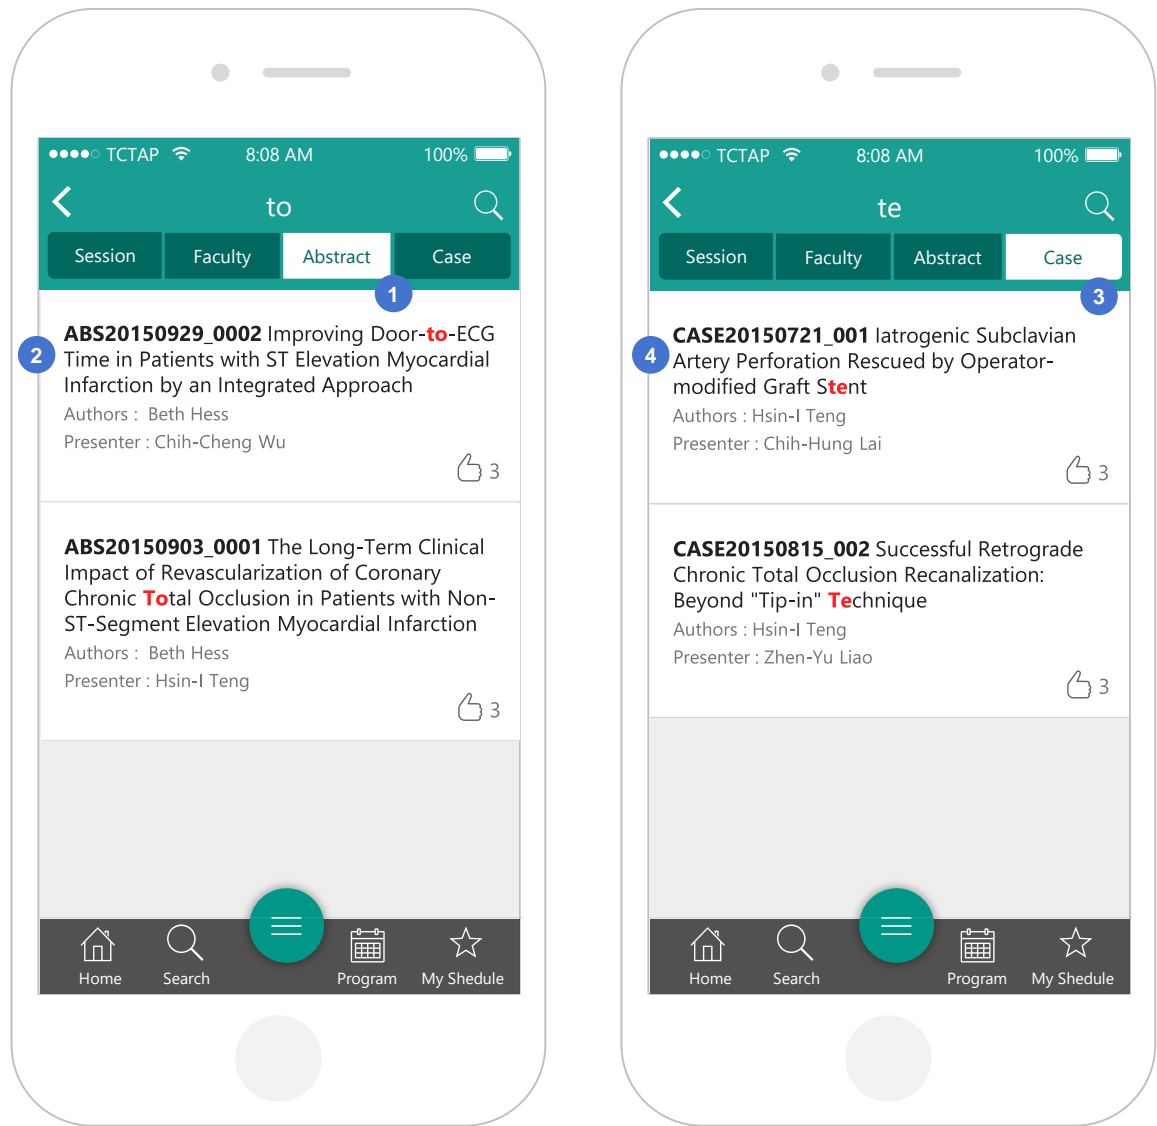 TCTAP 8:08 AM 100%
to
Session Faculty Abstract Case
1
2
ABS20150929_0002 Improving Door-to-ECG
Time in Patients with ST Elevation Myocardial
Infarction by an Integrated Approach
Authors : Beth Hess
Presenter : Chih-Cheng Wu
3
ABS20150903_0001 The Long-Term Clinical
Impact of Revascularization of Coronary
Chronic Total Occlusion in Patients with Non-
ST-Segment Elevation Myocardial Infarction
Authors : Beth Hess
Presenter : Hsin-I Teng
3
Home Search Program My Shedule
TCTAP 8:08 AM 100%
te
Session Faculty Abstract Case
3
4
CASE20150721_001 Iatrogenic Subclavian
Artery Perforation Rescued by Operator-
modified Graft Stent
Authors : Hsin-I Teng
Presenter : Chih-Hung Lai
3
CASE20150815_002 Successful Retrograde
Chronic Total Occlusion Recanalization:
Beyond "Tip-in" Technique
Authors : Hsin-I Teng
Presenter : Zhen-Yu Liao
3
Home Search Program My Shedule